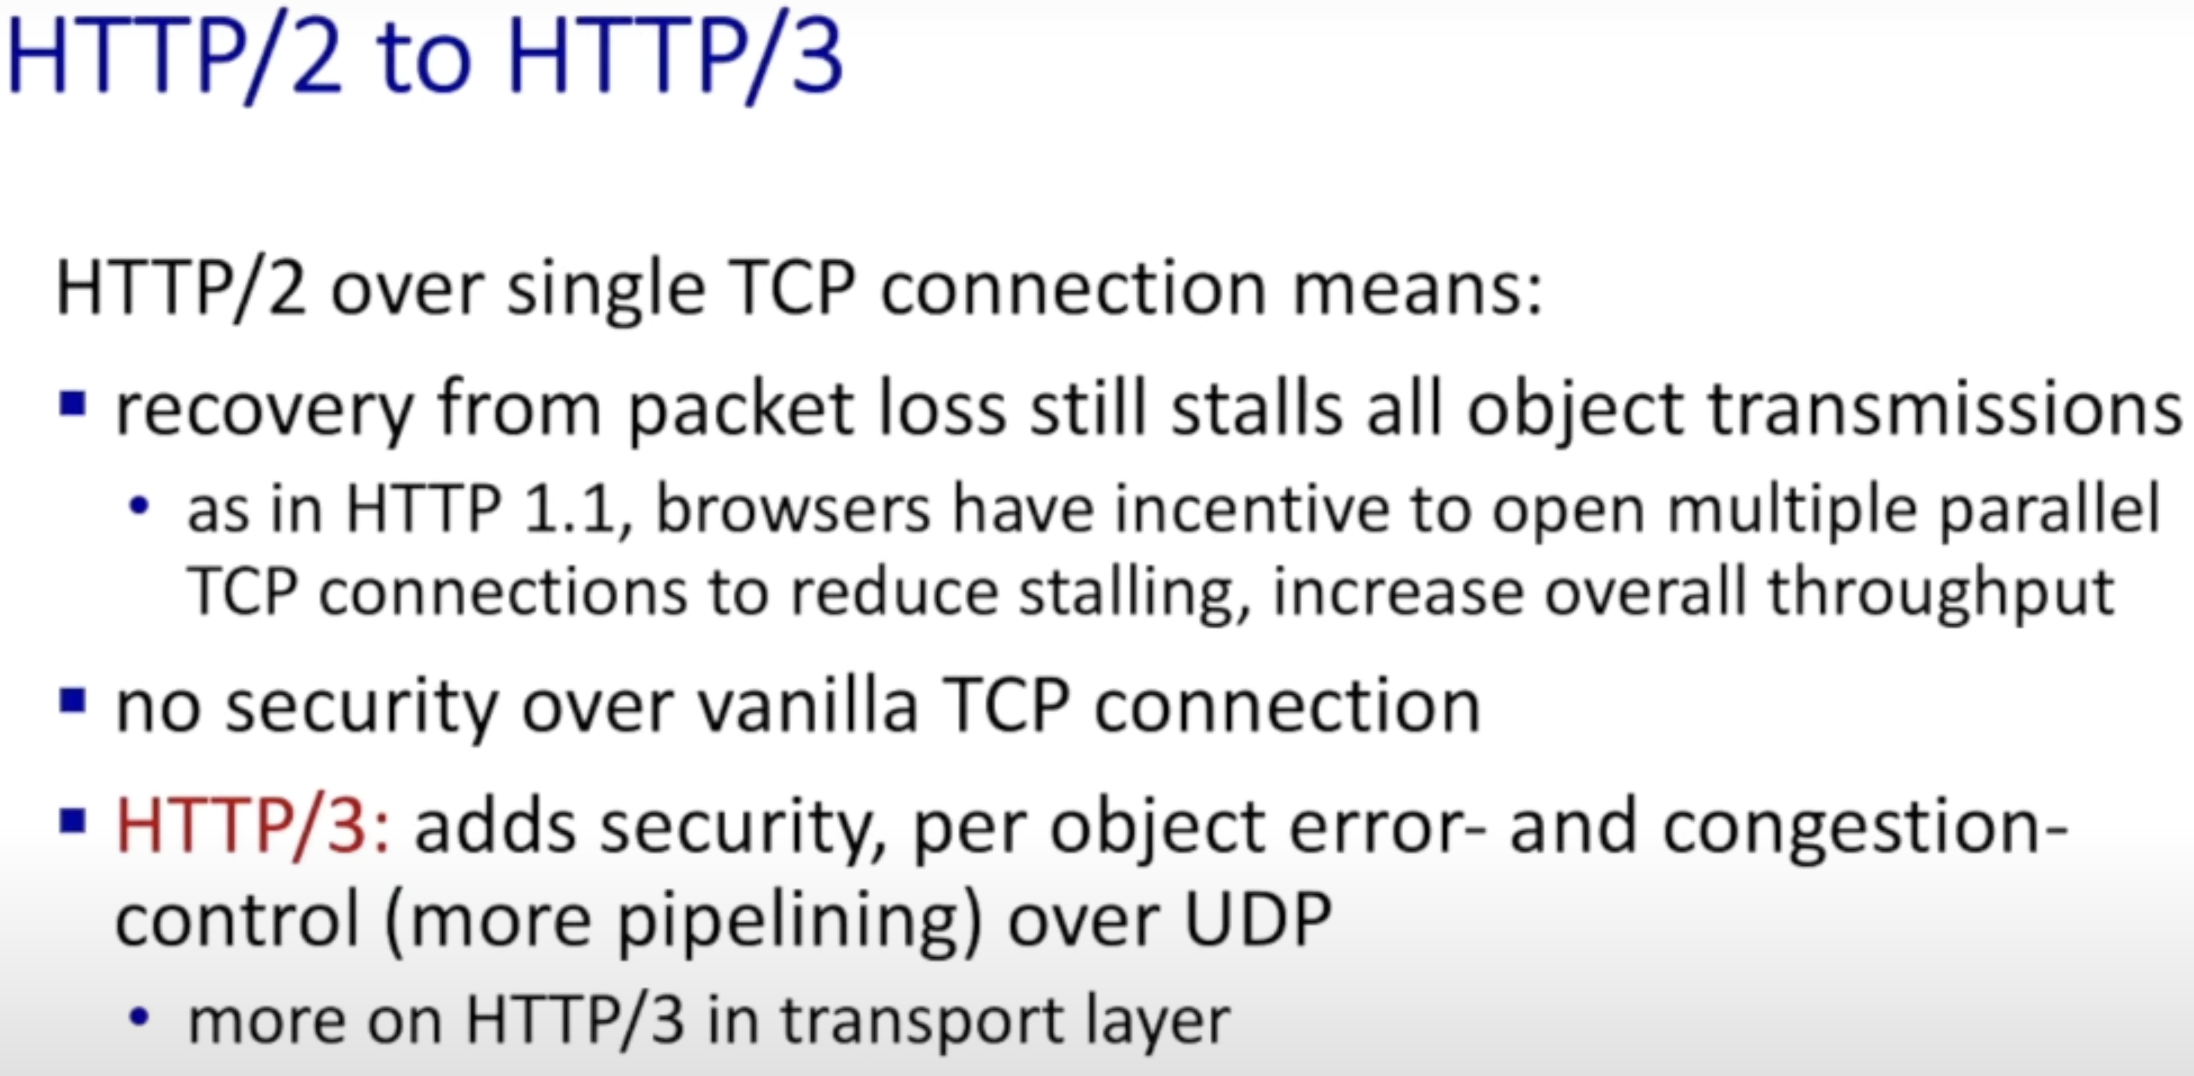 HTTP/2 to HTTP/3
HTTP/2 over single TCP connection means:
▪ recovery from packet loss still stalls all object transmissions
• as in HTTP 1.1, browsers have incentive to open multiple parallel
TCP connections to reduce stalling, increase overall throughput
▪ no security over vanilla TCP connection
▪ HTTP/3: adds security, per object error- and congestion-
control (more pipelining) over UDP
• more on HTTP/3 in transport layer